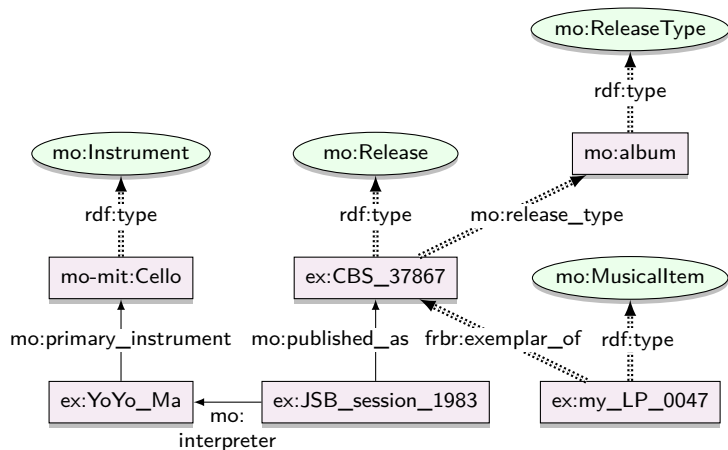 mo:ReleaseType
rdf:type
mo:Instrument
mo:Release
mo:album
rdf:type
rdf:type
mo:release_type
mo-mit:Cello
ex:CBS_37867
mo:MusicalItem
mo:primary_instrument
mo:published_as
frbr:exemplar_of
rdf:type
ex:YoYo_Ma
ex:JSB_session_1983
ex:my_LP_0047
mo:
interpreter